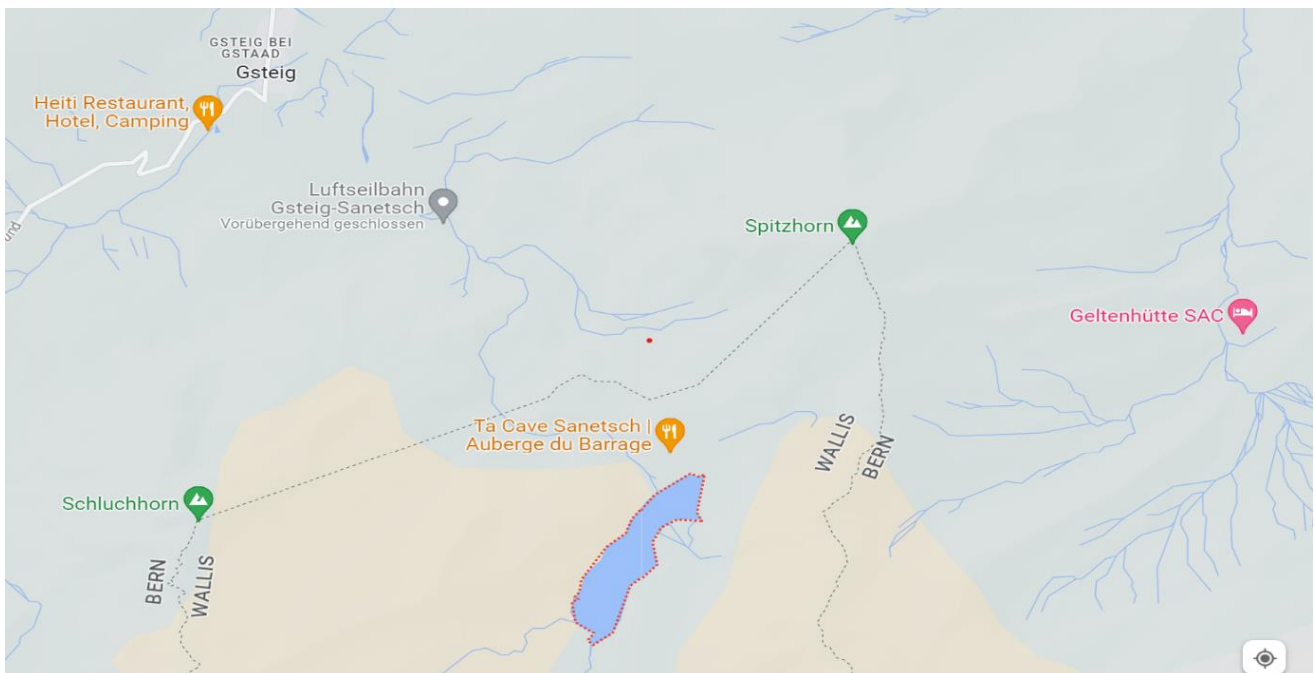 GSTEIG BEI
GSTAAD
Gsteig
Heiti Restaurant,
Hotel, Camping
Luftseilbahn
Gsteig-Sanetsch
Vorübergehend geschlossen
und
Spitzhorn
Geltenhütte SAC
Ta Cave Sanetsch |
Auberge du Barrage
WALLIS
BERN
Schluchhorn
BERN
WALLIS